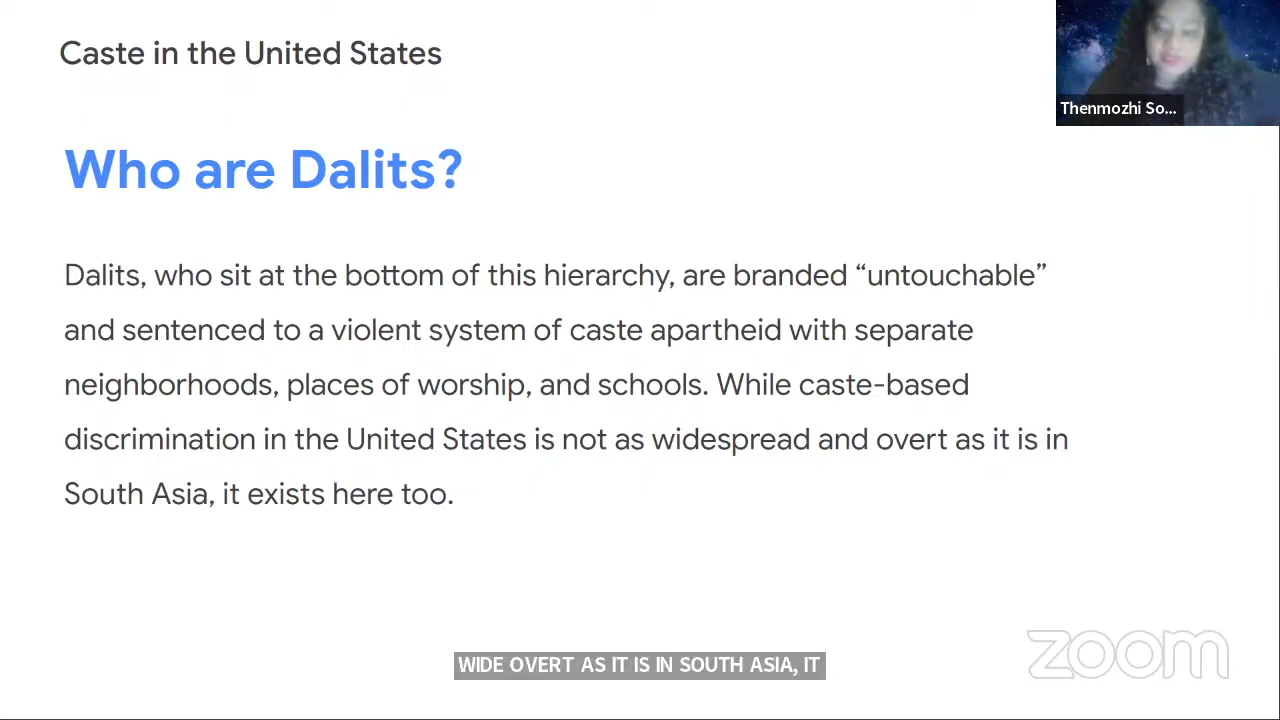 Caste in the United States
Thenmozhi So...
Who are Dalits?
Dalits, who sit at the bottom of this hierarchy, are branded “untouchable”
and sentenced to a violent system of caste apartheid with separate
neighborhoods, places of worship, and schools. While caste-based
discrimination in the United States is not as widespread and overt as it is in
South Asia, it exists here too.
WIDE OVERT AS IT IS IN SOUTH ASIA, IT
zoom